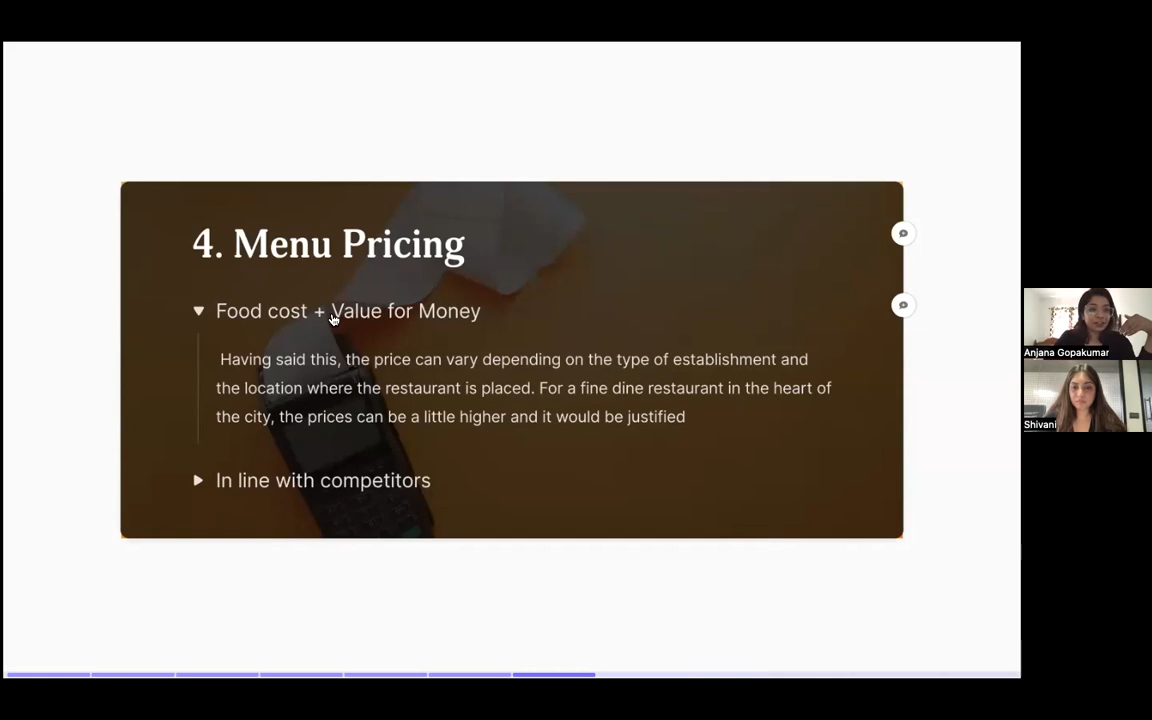 4. Menu Pricing
Food cost + Value for Money
Having said this, the price can vary depending on the type of establishment and
the location where the restaurant is placed. For a fine dine restaurant in the heart of
the city, the prices can be a little higher and it would be justified
In line with competitors
Anjana Gopakumar
Shivani